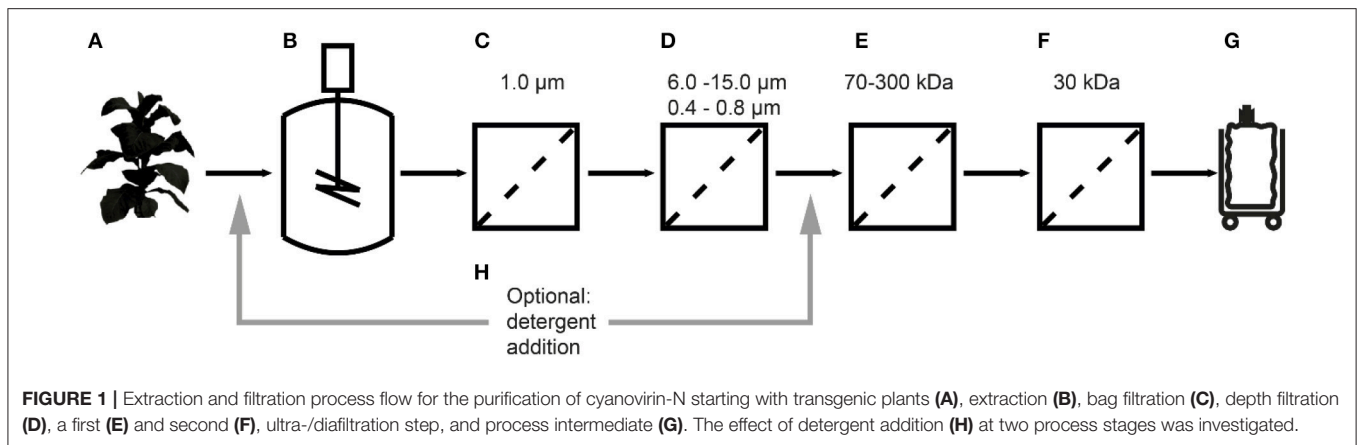 A B C D E F G
1.0 µm
6.0 -15.0 µm
0.4 - 0.8 µm
70-300 kDa
30 kDa
H
Optional:
detergent
addition
FIGURE 1 | Extraction and filtration process flow for the purification of cyanovirin-N starting with transgenic plants (A), extraction (B), bag filtration (C), depth filtration
(D), a first (E) and second (F), ultra-/diafiltration step, and process intermediate (G). The effect of detergent addition (H) at two process stages was investigated.